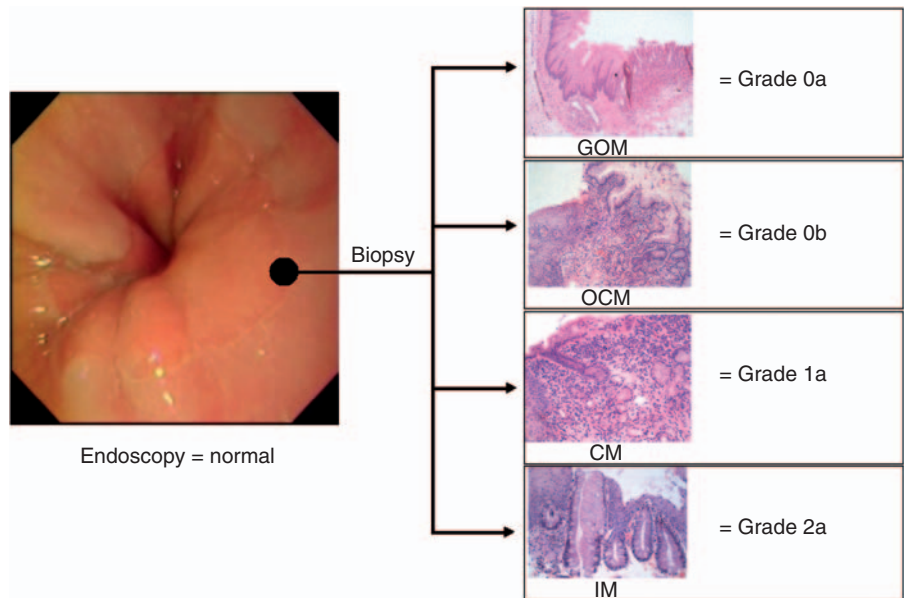 GOM
= Grade 0a
OCM
= Grade 0b
Biopsy
CM
= Grade 1a
IM
= Grade 2a
Endoscopy = normal